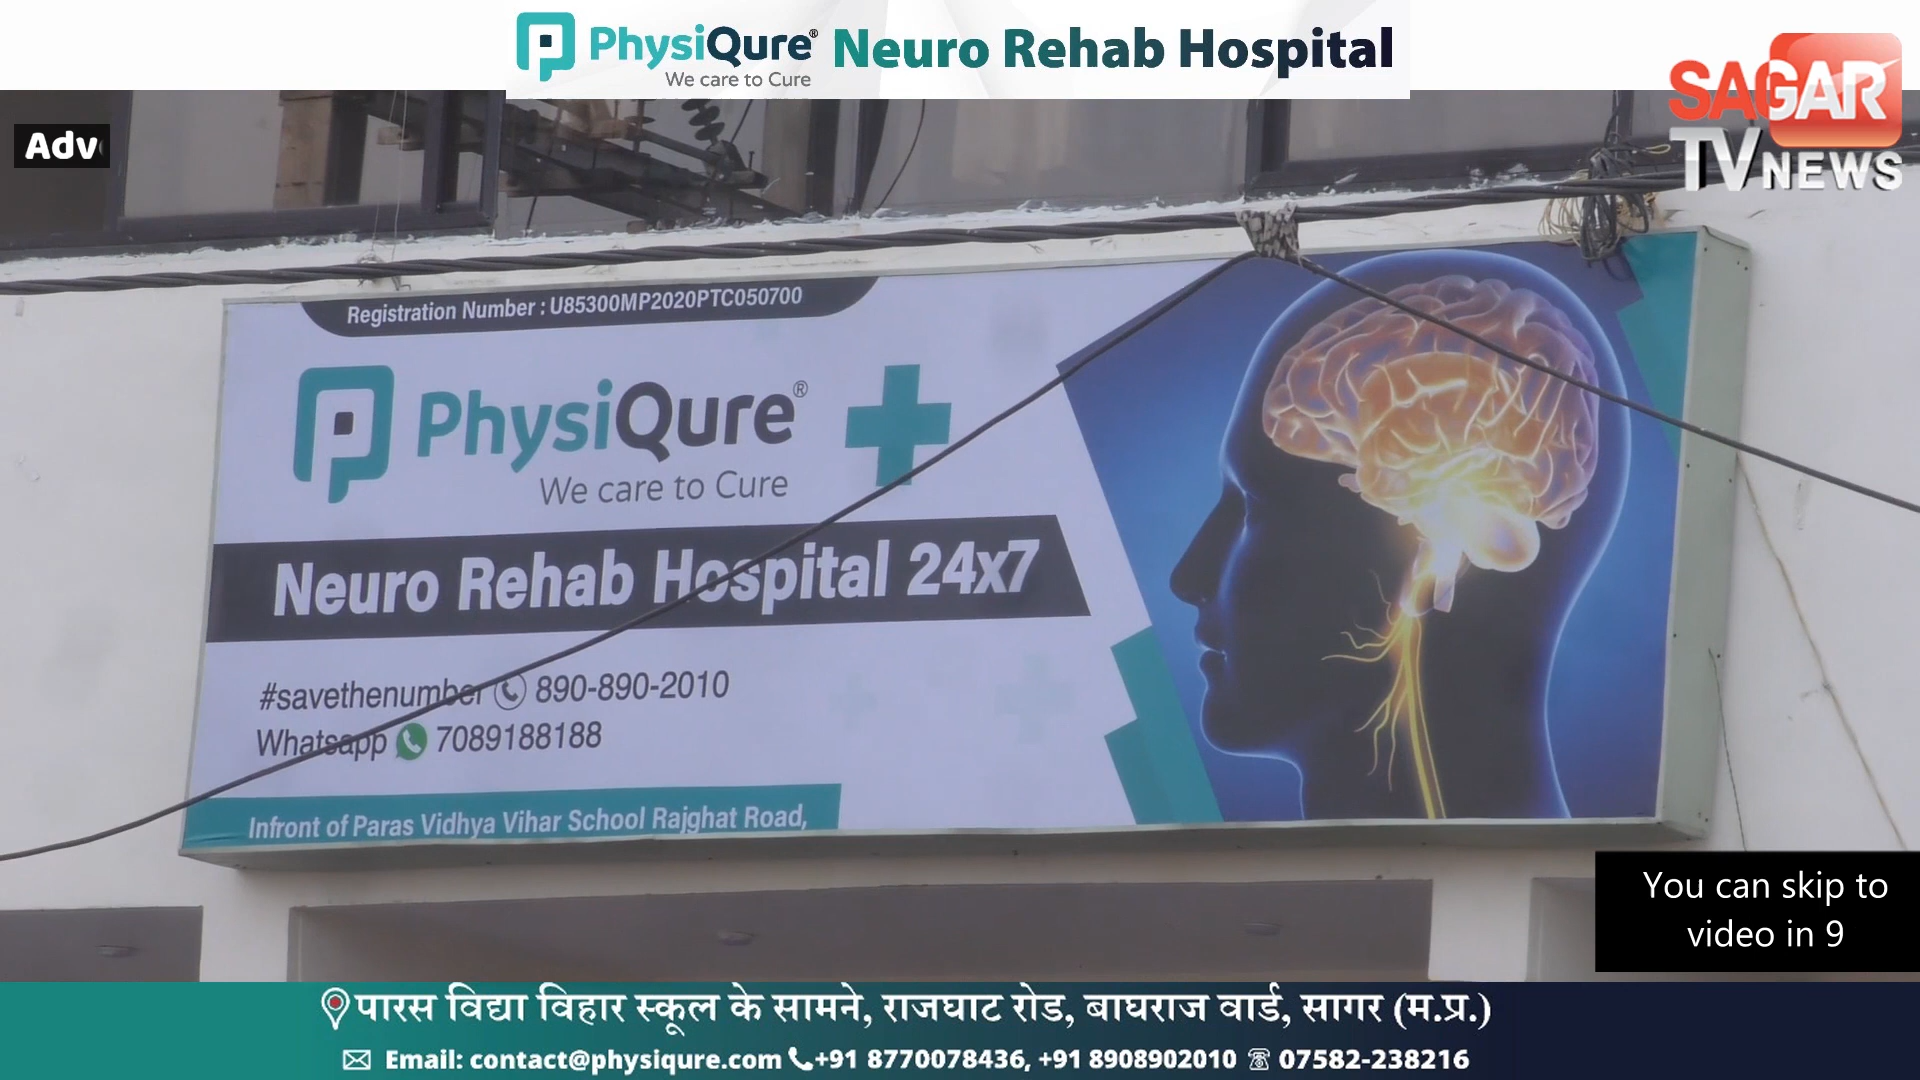 PhysiQure® Neuro Rehab Hospital
We care to Cure
SAGAR
TV NEWS
Adv
Registration Number : U85300MP2020PTC050700
PhysiQure®
We care to Cure
Neuro Rehab Hospital 24x7
#savethenumber 890-890-2010
Whatsapp 7089188188
Infront of Paras Vidhya Vihar School Rajghat Road,
You can skip to
video in 9
पारस विद्या विहार स्कूल के सामने, राजघाट रोड, बाघराज वार्ड, सागर (म.प्र.)
Email: contact@physiqure.com +91 8770078436, +91 8908902010 07582-238216